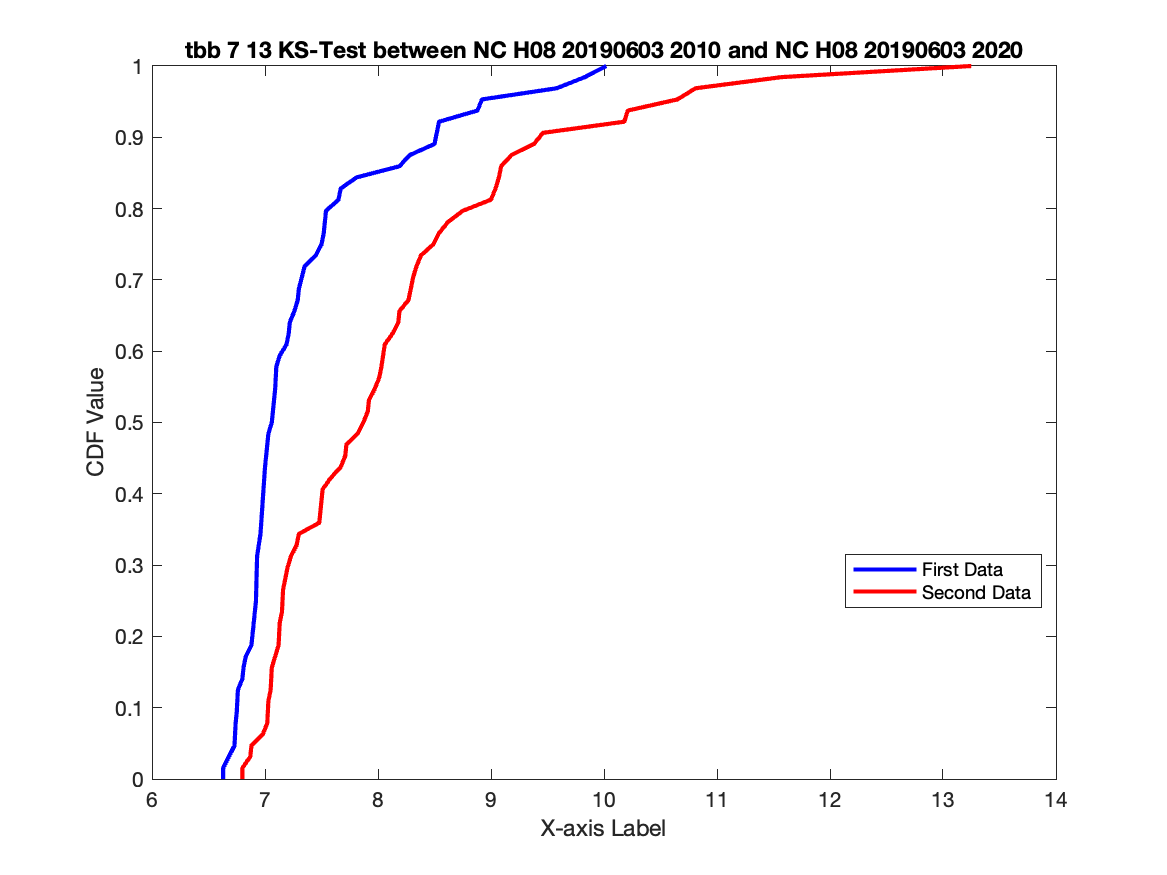 tbb 7 13 KS-Test between NC H08 20190603 2010 and NC H08 20190603 2020
1
0.9
0.8
0.7
0.6
0.5
0.4
0.3
0.2
0.1
0
CDF Value
First Data
Second Data
6 7 8 9 10 11 12 13 14
X-axis Label